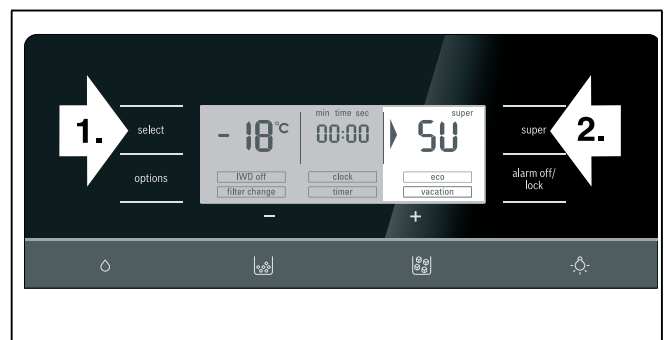 1.
select
options
- 18°C
IWD off
filter change
min time sec
00:00
clock
timer
super
SU
eco
vacation
super
alarm off/
lock
2.
−
+